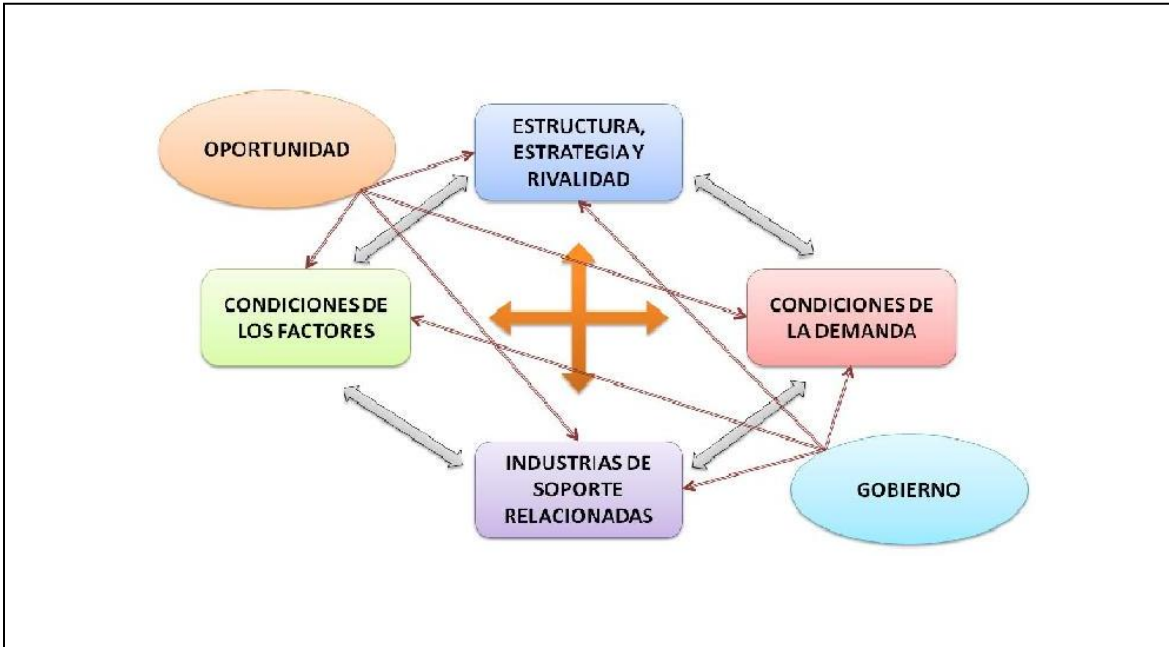 OPORTUNIDAD
ESTRUCTURA,
ESTRATEGIA Y
RIVALIDAD
CONDICIONES DE
LOS FACTORES
CONDICIONES DE
LA DEMANDA
INDUSTRIAS DE
SOPORTE
RELACIONADAS
GOBIERNO